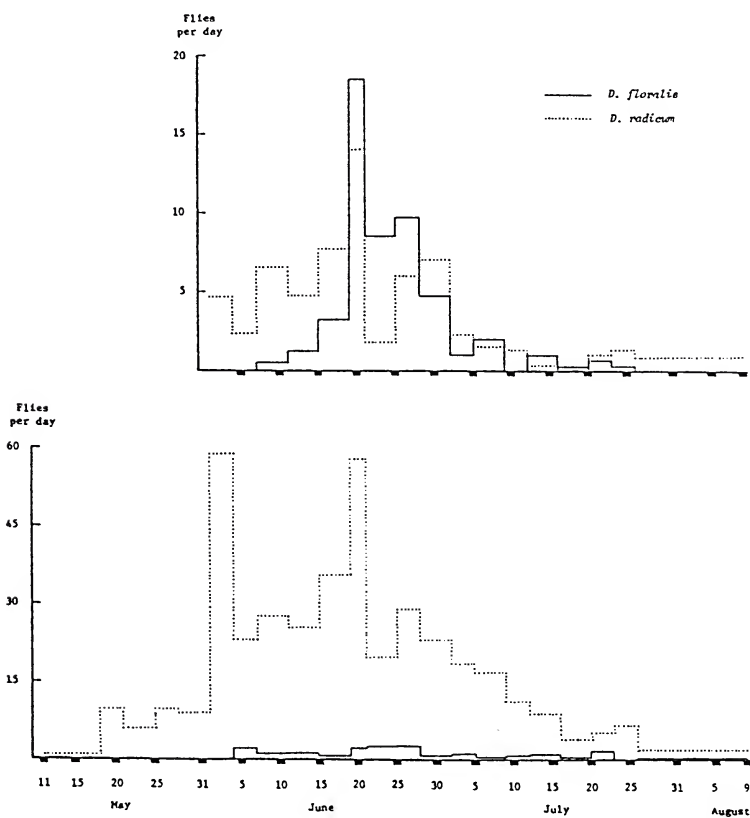 Flies
per day
20
D. floralis
D. radicum
15
10
5
Flies
per day
60
45
30
15
11 15 20 25 31 5 10 15 20 25 30 5 10 15 20 25 31 5 9
May June July August